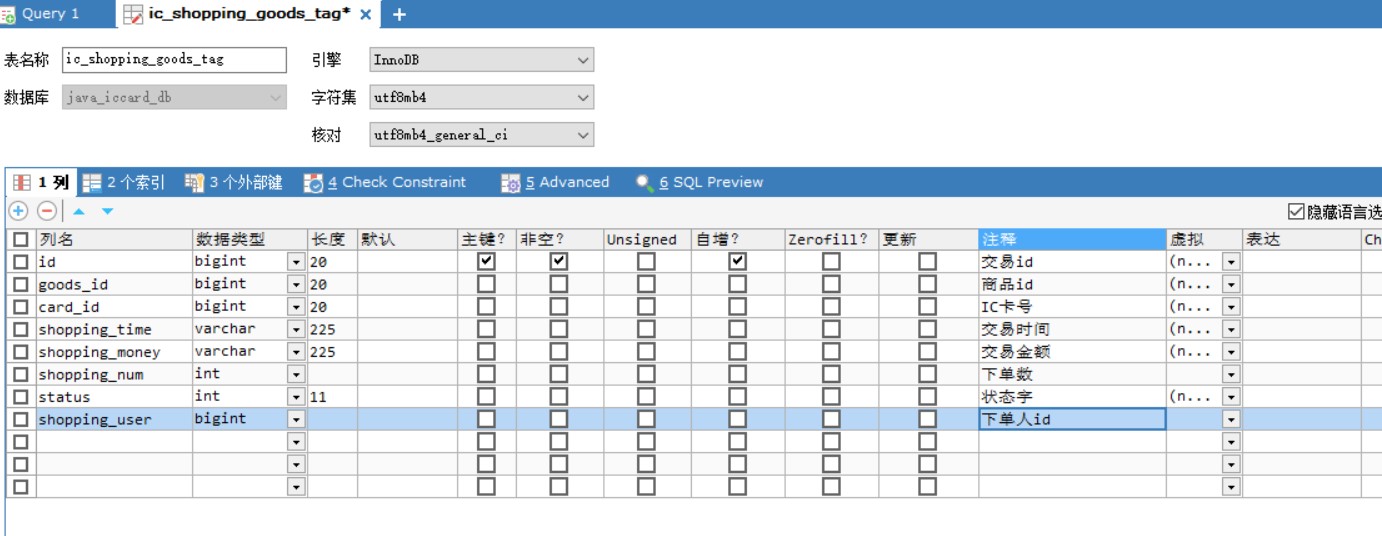 Query 1 ic_shopping_goods_tag* × +
表名称 ic_shopping_goods_tag 引擎 InnoDB
数据库 java_iccard_db 字符集 utf8mb4
核对 utf8mb4_general_ci
1 列 2 个索引 3 个外部键 4 Check Constraint 5 Advanced 6 SQL Preview
隐藏语言选
列名 数据类型 长度 默认 主键? 非空? Unsigned 自增? Zerofill? 更新 注释 虚拟 表达 Ch
id bigint 20 交易id (n...
goods_id bigint 20 商品id (n...
card_id bigint 20 IC卡号 (n...
shopping_time varchar 225 交易时间 (n...
shopping_money varchar 225 交易金额 (n...
shopping_num int 下单数
status int 11 状态字 (n...
shopping_user bigint 下单人id